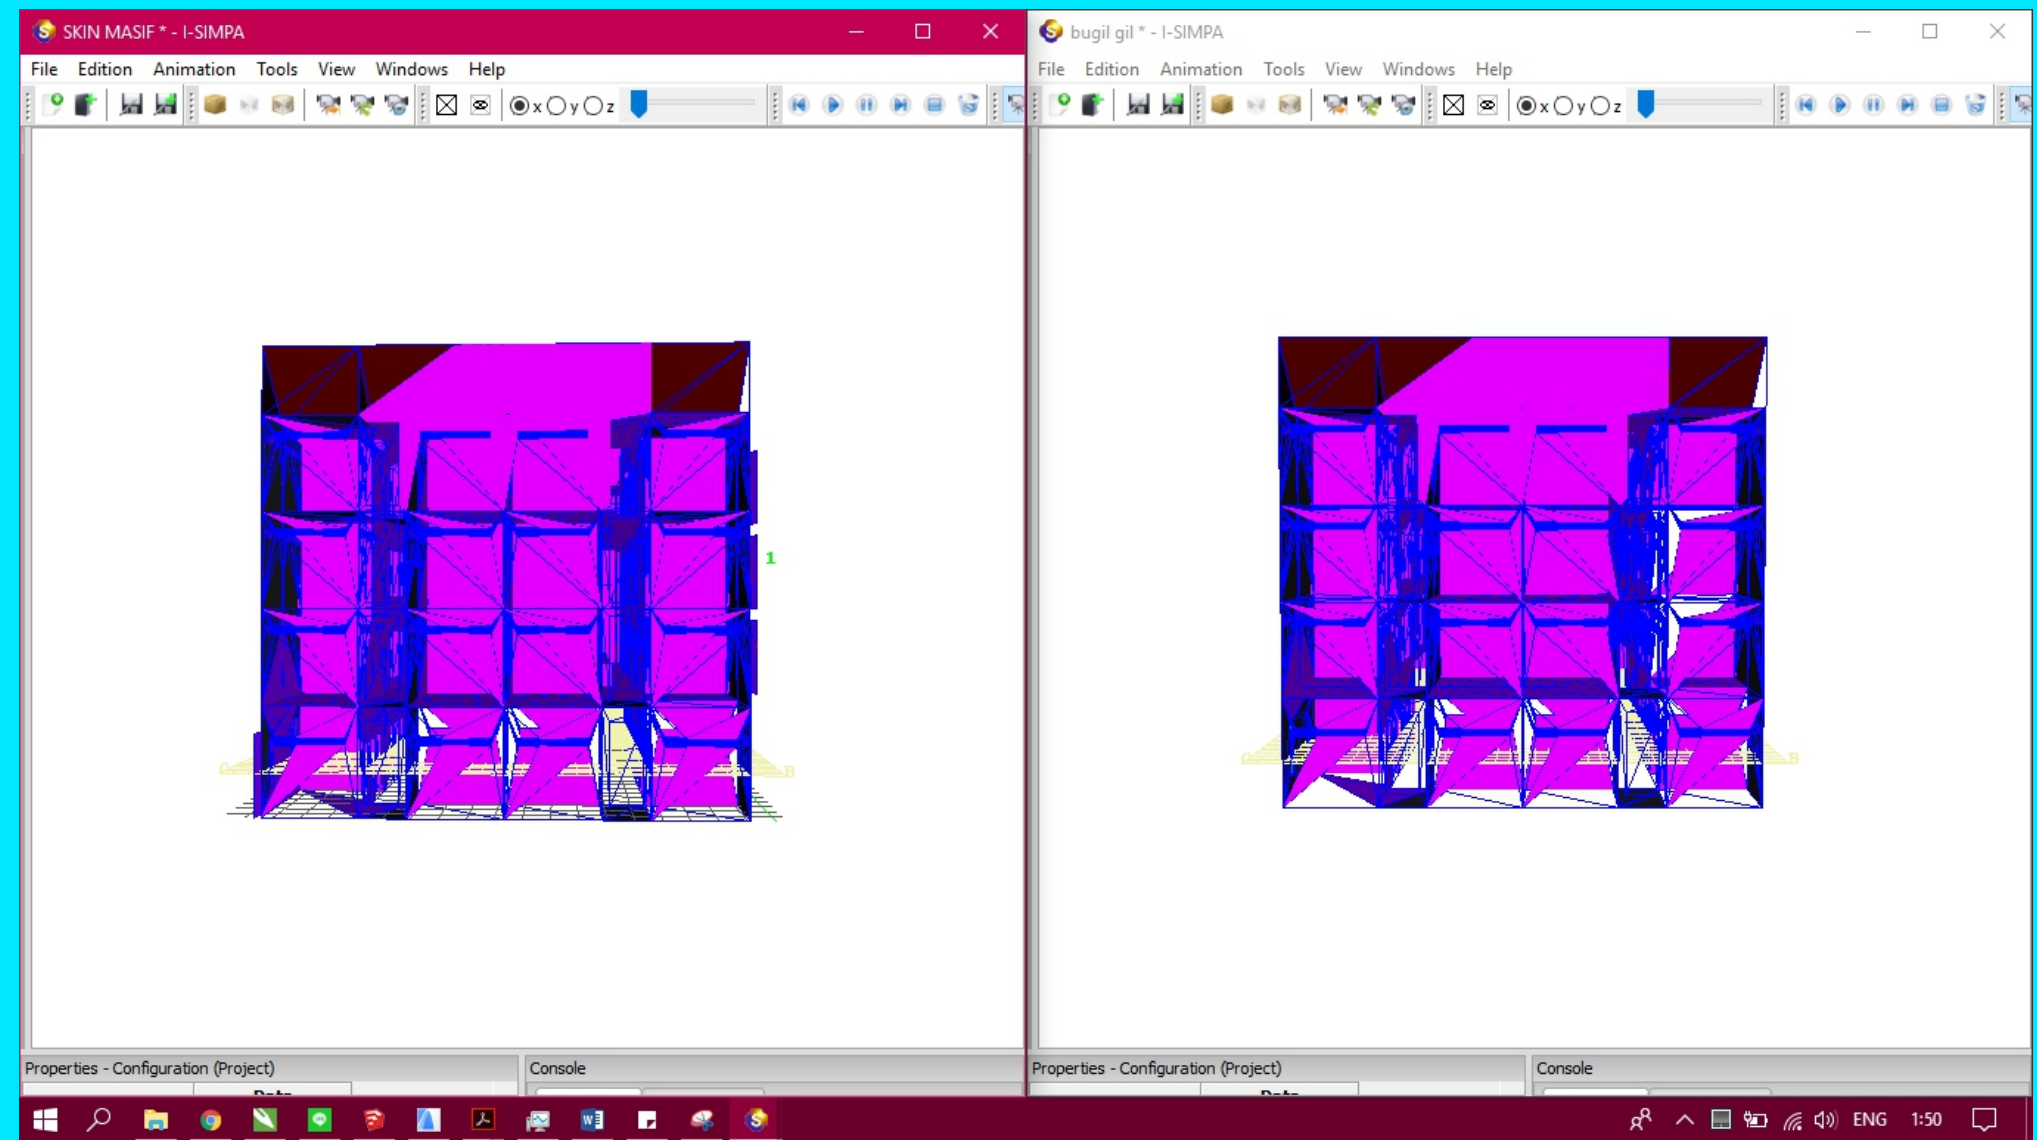 SKIN MASIF * - I-SIMPA
File Edition Animation Tools View Windows Help
x y z
1
B
Properties - Configuration (Project)
Console
bugil gil * - I-SIMPA
File Edition Animation Tools View Windows Help
x y z
B
Properties - Configuration (Project)
Console
ENG 1:50